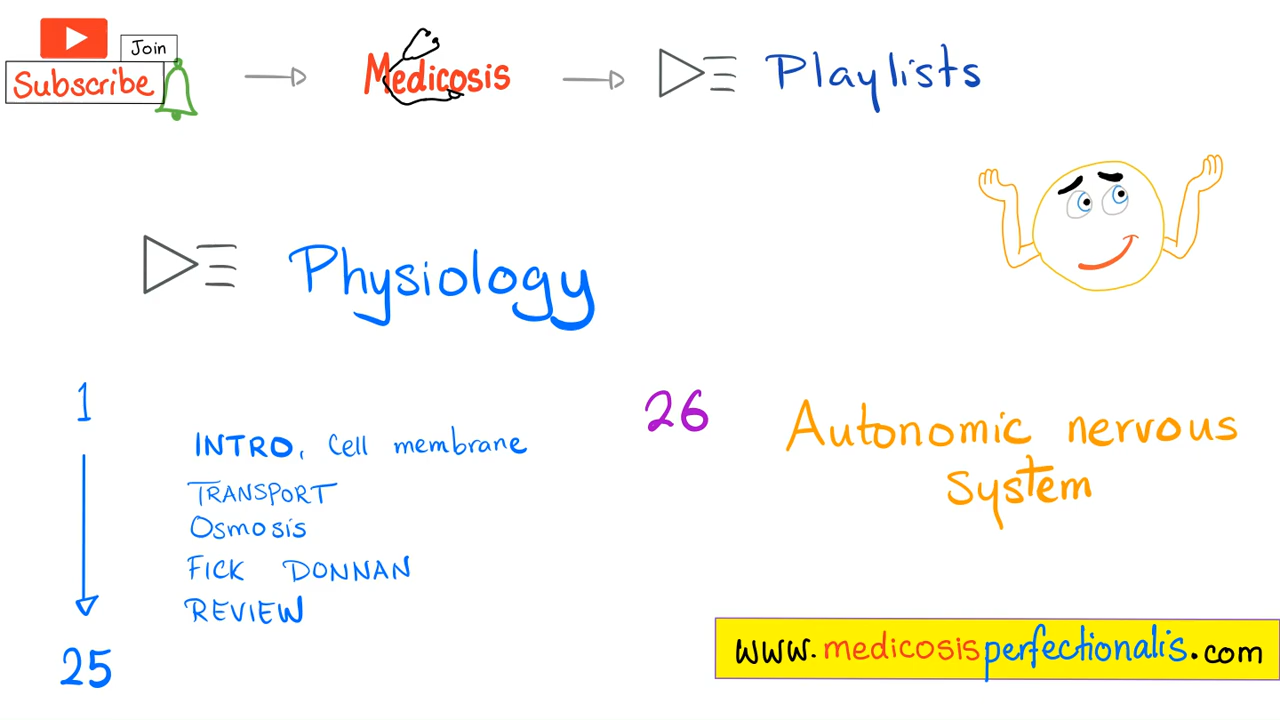 Join
Subscribe
Medicosis
Playlists
Physiology
1
INTRO, Cell membrane
TRANSPORT
Osmosis
FICK DONNAN
REVIEW
25
26
Autonomic nervous
system
www.medicosisperfectionalis.com